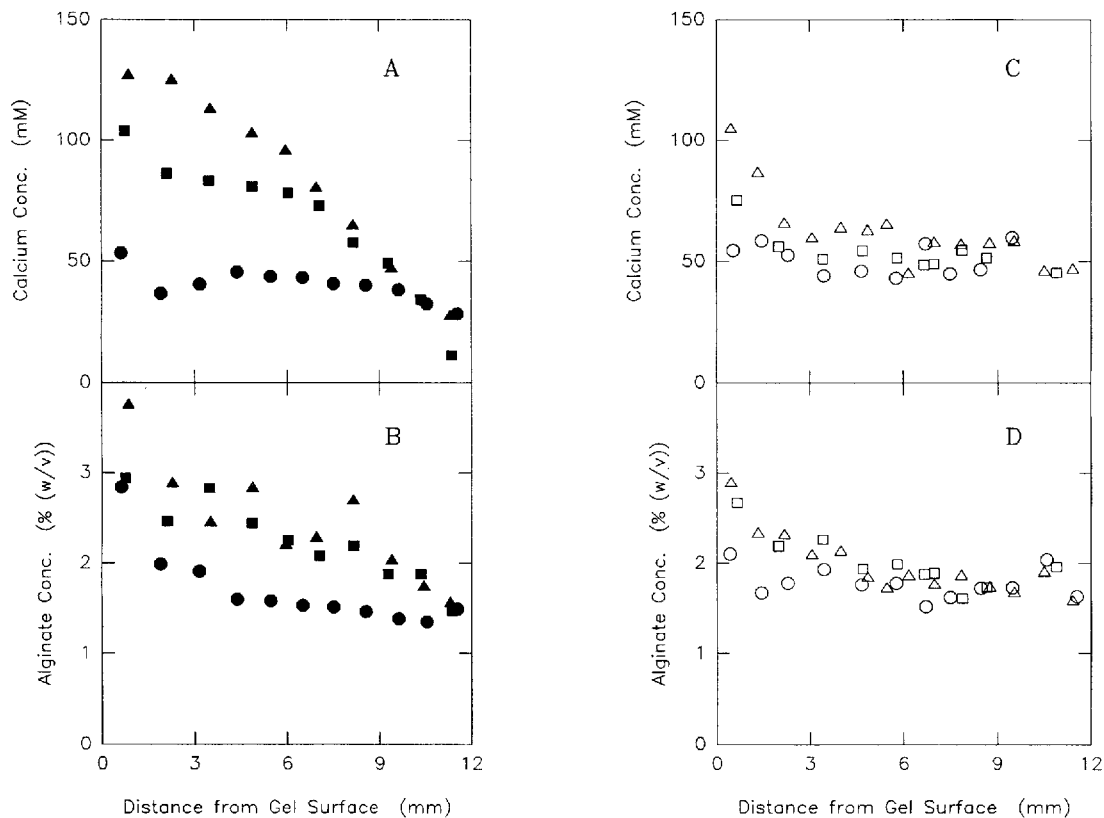 150
100
50
0
Calcium Conc. (mM)
A
3
2
1
0
Alginate Conc. (% (w/v))
B
0 3 6 9 12
Distance from Gel Surface (mm)
150
100
50
0
Calcium Conc. (mM)
C
3
2
1
0
Alginate Conc. (% (w/v))
D
0 3 6 9 12
Distance from Gel Surface (mm)